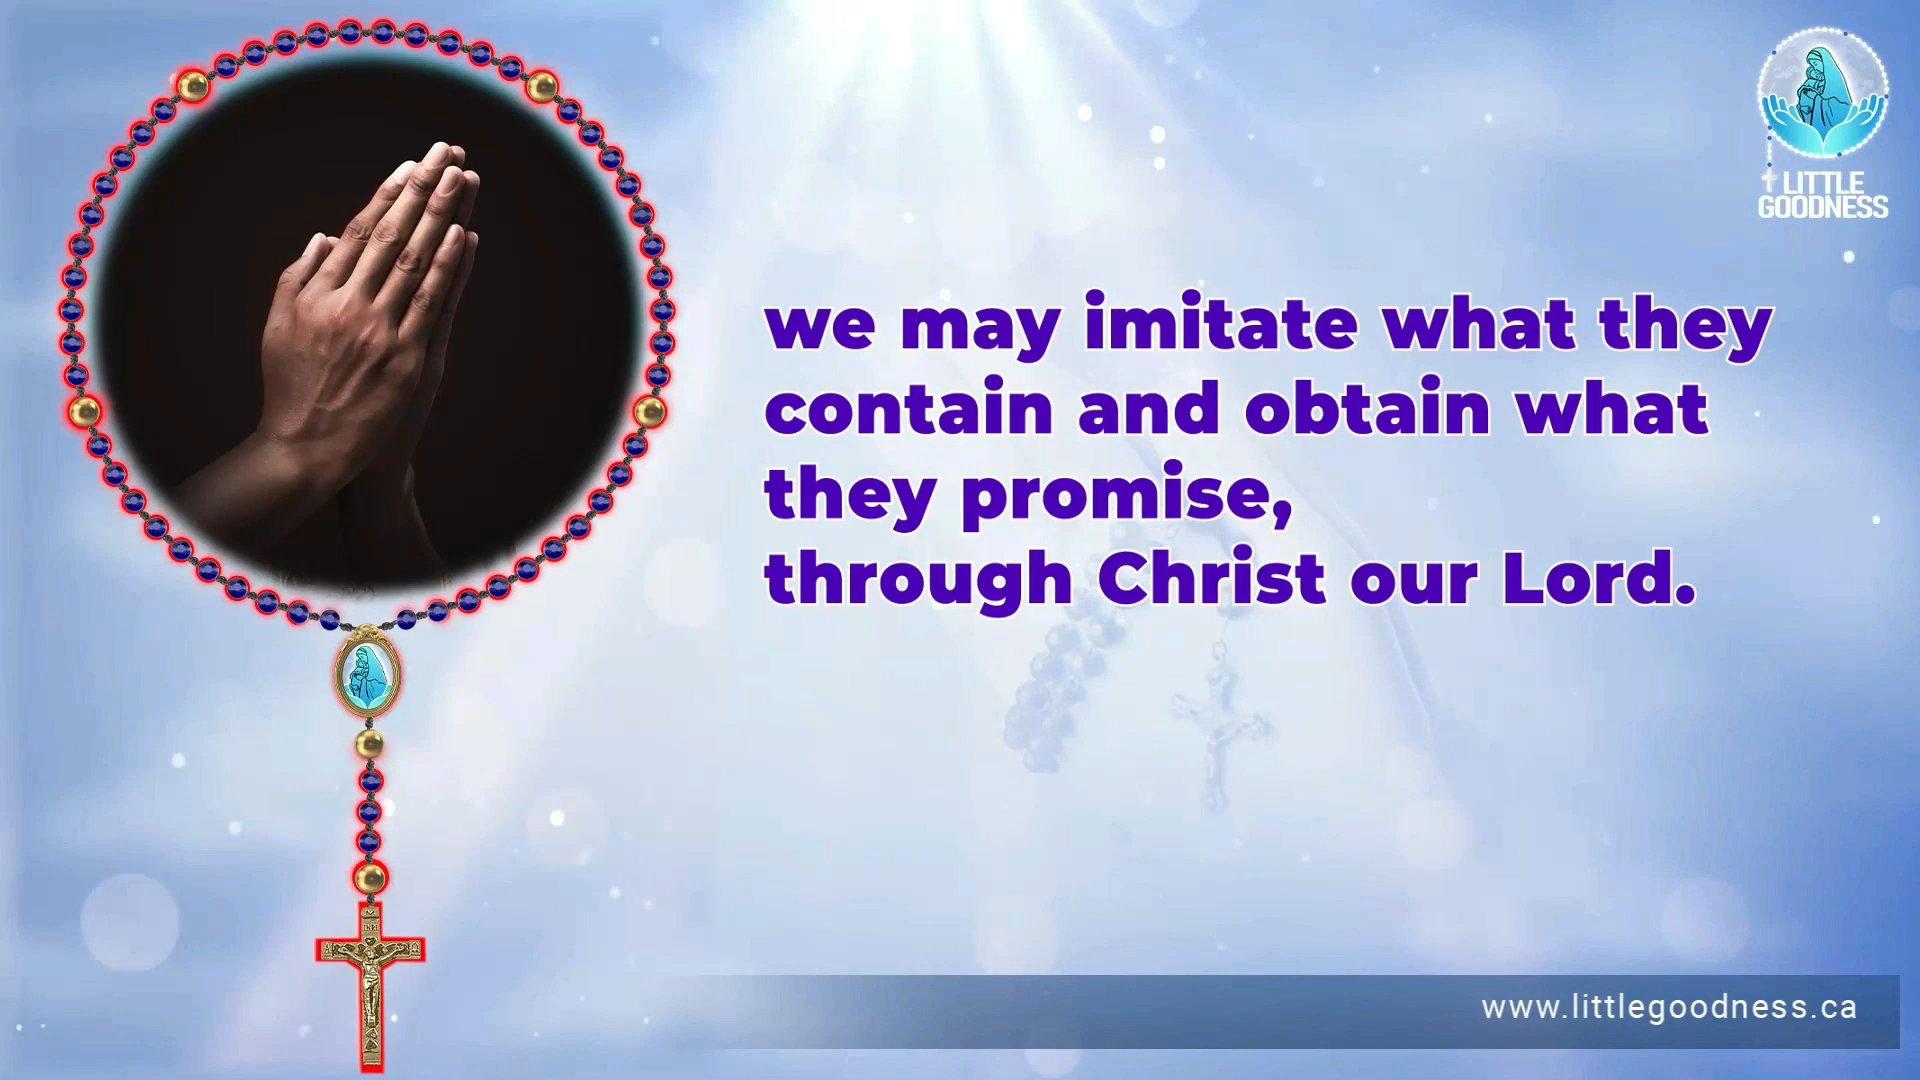 LITTLE
GOODNESS
we may imitate what they
contain and obtain what
they promise,
through Christ our Lord.
INRI
www.littlegoodness.ca